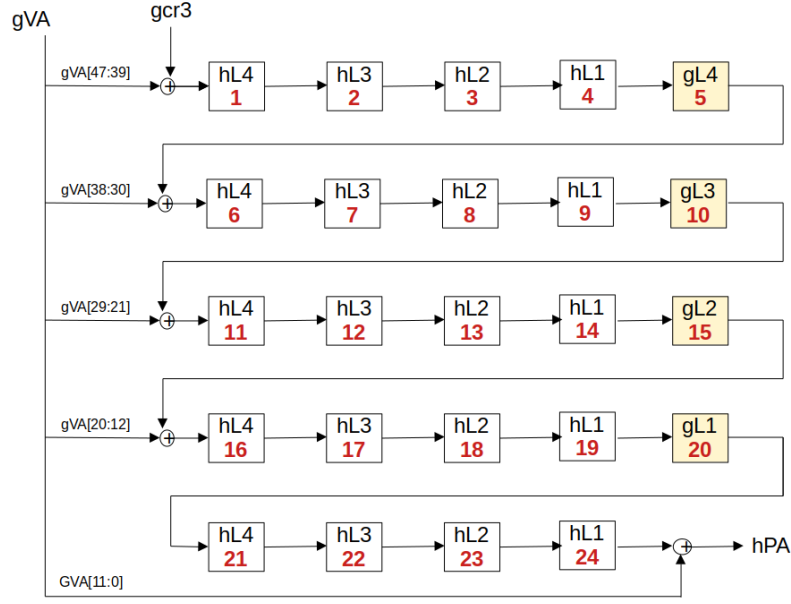 gVA
gcr3
gVA[47:39]
hL4
1
hL3
2
hL2
3
hL1
4
gL4
5
gVA[38:30]
hL4
6
hL3
7
hL2
8
hL1
9
gL3
10
gVA[29:21]
hL4
11
hL3
12
hL2
13
hL1
14
gL2
15
gVA[20:12]
hL4
16
hL3
17
hL2
18
hL1
19
gL1
20
hL4
21
hL3
22
hL2
23
hL1
24
hPA
GVA[11:0]